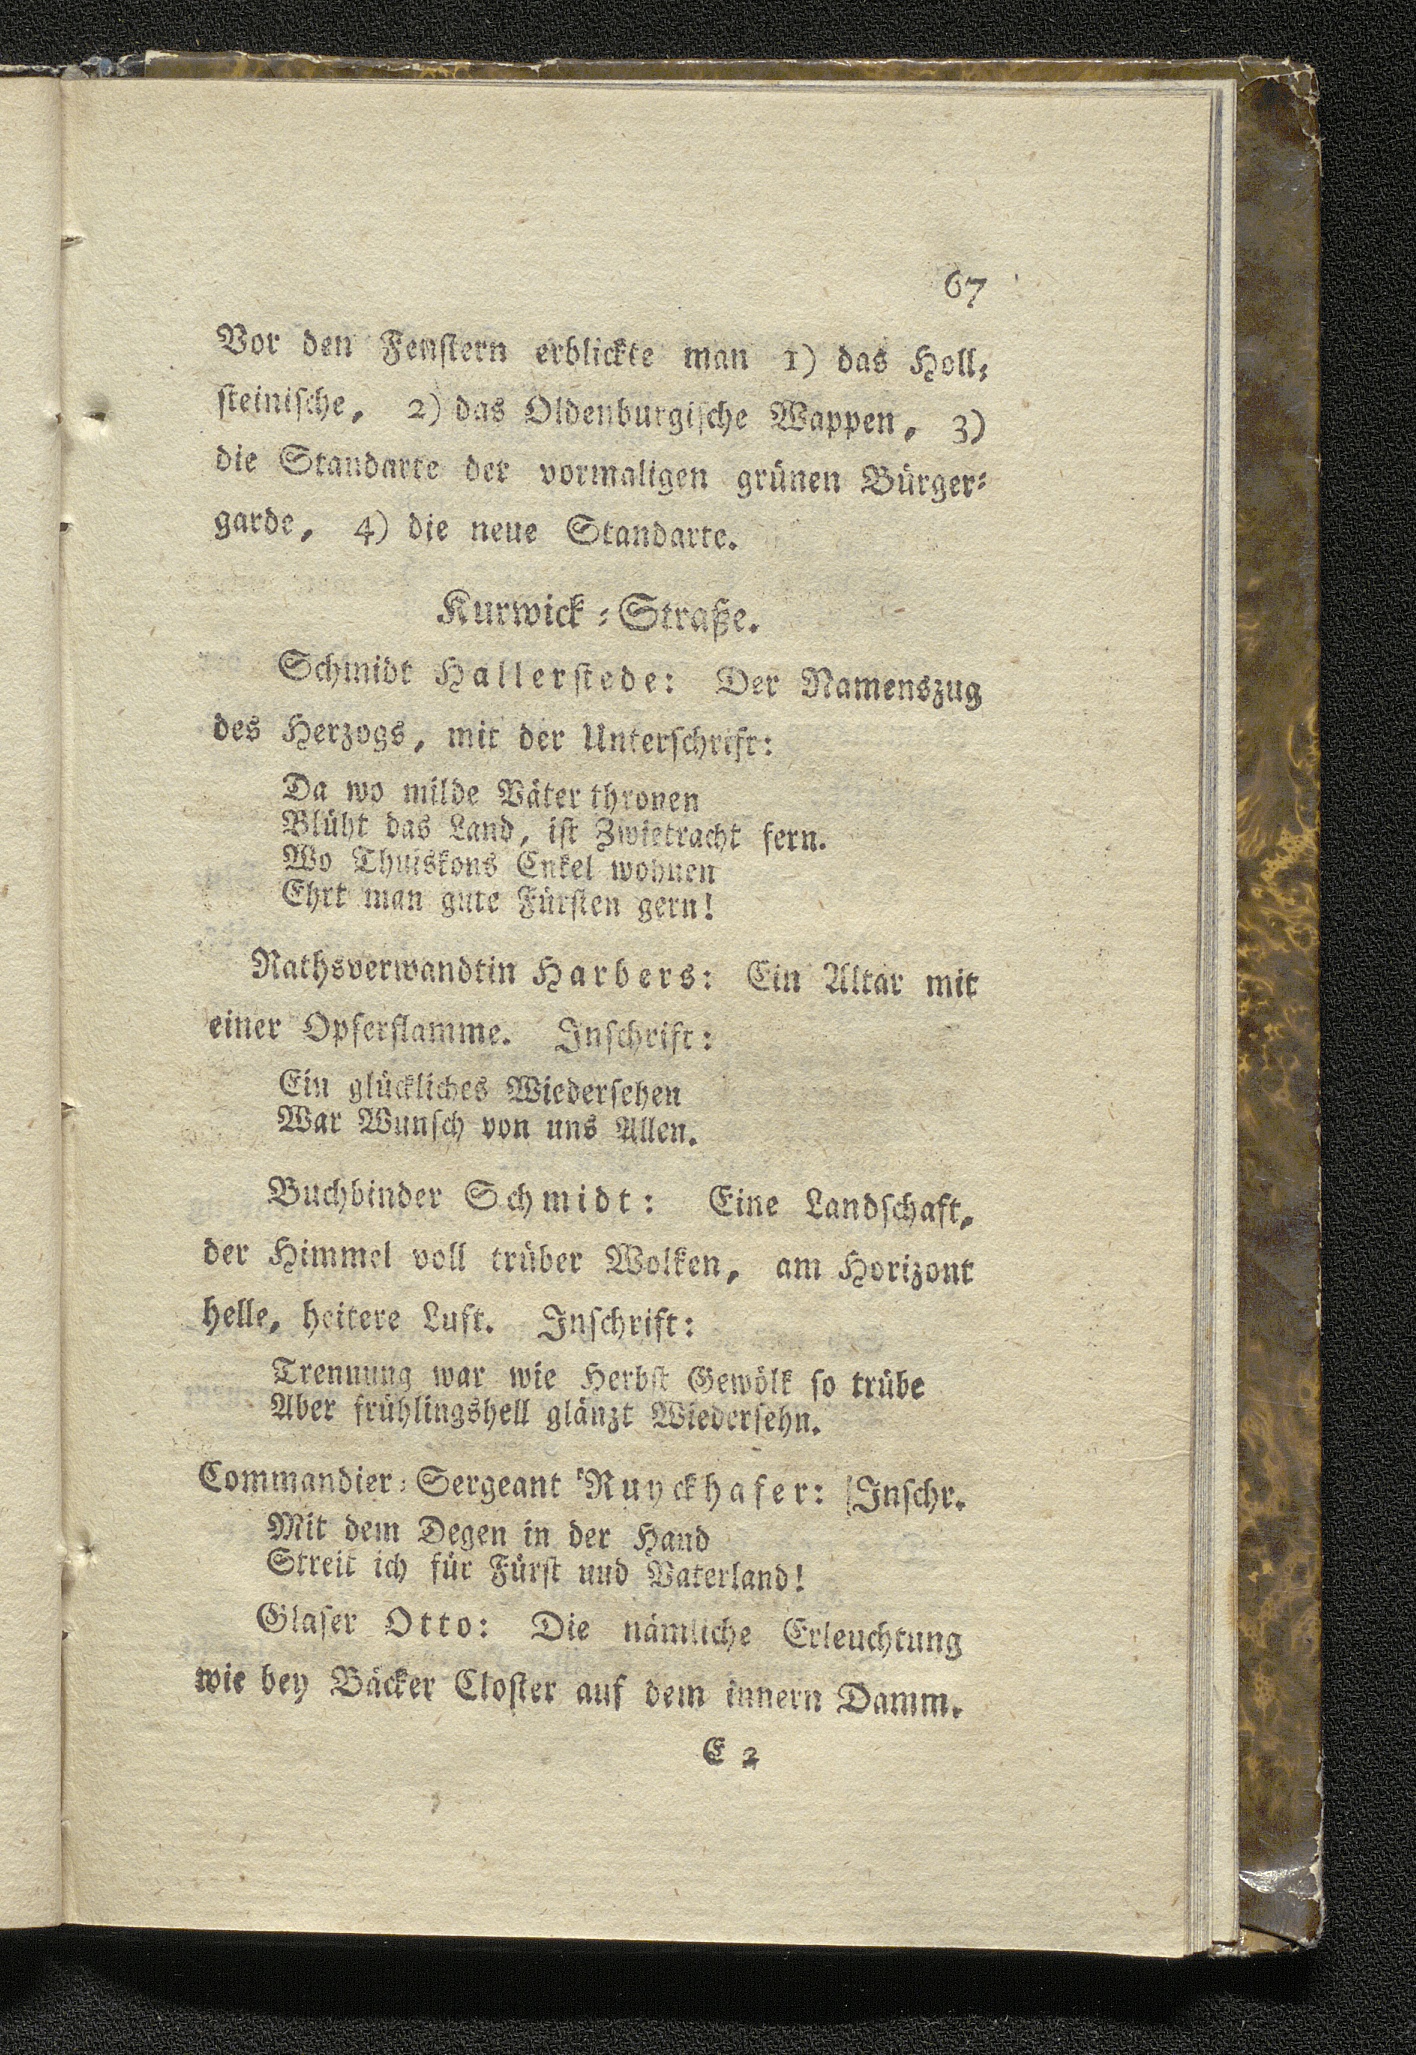 67
Vor den Fenstern erblickte man 1) das Holl-
steinische, 2) das Oldenburgische Wappen, 3)
die Standarte der vormaligen grünen Bürger-
garde, 4) die neue Standarte.
Kurwick-Straße.
Schmidt Hallerstede: Der Namenszug
des Herzogs, mit der Unterschrift:
Da wo milde Väter thronen
Blüht das Land, ist Zwietracht fern.
Wo Thuiskons Enkel wohnen
Ehrt man gute Fürsten gern!
Rathsverwandtin Harbers: Ein Altar mit
einer Opferflamme. Inschrift:
Ein glückliches Wiedersehen
War Wunsch von uns Allen.
Buchbinder Schmidt: Eine Landschaft,
der Himmel voll trüber Wolken, am Horizont
helle, heitere Luft. Inschrift:
Trennung war wie Herbst Gewölk so trübe
Aber frühlingshell glänzt Wiedersehn.
Commandier-Sergeant Ruyckhafer: Inschr.
Mit dem Degen in der Hand
Streit ich für Fürst und Vaterland!
Glaser Otto: Die nämliche Erleuchtung
wie bey Bäcker Closter auf dem innern Damm.
E 2